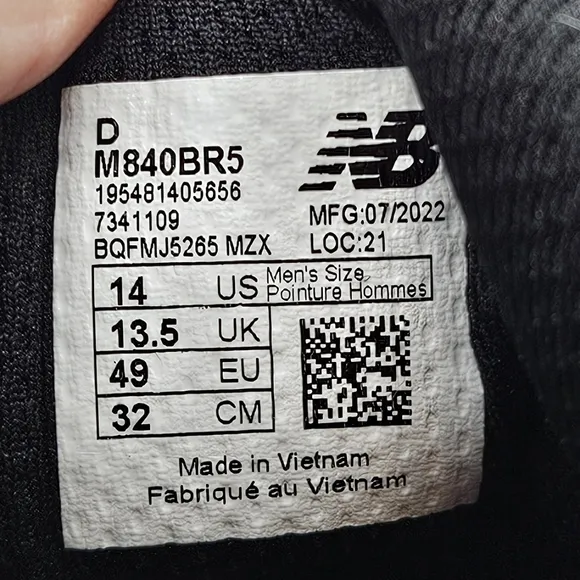 D
M840BR5
195481405656
7341109
BQFMJ5265 MZX
NB
MFG:07/2022
LOC:21
14 US Men's Size
Pointure Hommes
13.5 UK
49 EU
32 CM
Made in Vietnam
Fabriqué au Vietnam